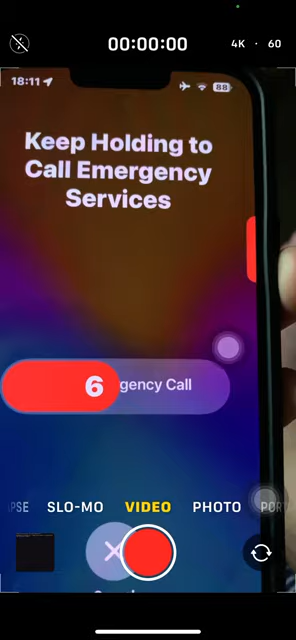 00:00:00
4K · 60
18:11
88
Keep Holding to
Call Emergency
Services
6
gency Call
SLO-MO
VIDEO
PHOTO